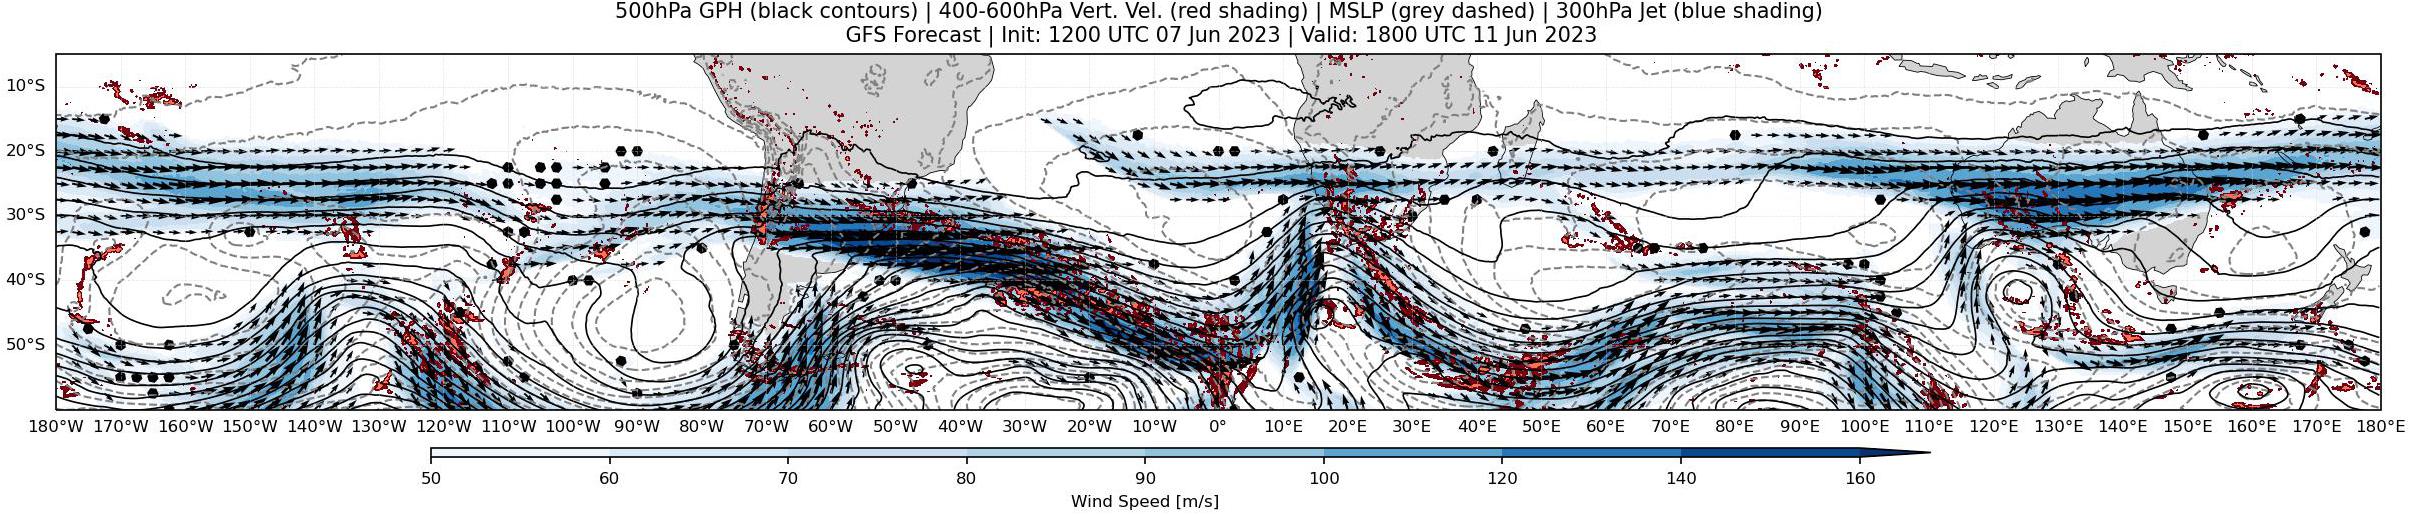 500hPa GPH (black contours) | 400-600hPa Vert. Vel. (red shading) | MSLP (grey dashed) | 300hPa Jet (blue shading)
GFS Forecast | Init: 1200 UTC 07 Jun 2023 | Valid: 1800 UTC 11 Jun 2023
10°S
20°S
30°S
40°S
50°S
180°W 170°W 160°W 150°W 140°W 130°W 120°W 110°W 100°W 90°W 80°W 70°W 60°W 50°W 40°W 30°W 20°W 10°W 0° 10°E 20°E 30°E 40°E 50°E 60°E 70°E 80°E 90°E 100°E 110°E 120°E 130°E 140°E 150°E 160°E 170°E 180°E
50 60 70 80 90 100 120 140 160
Wind Speed [m/s]